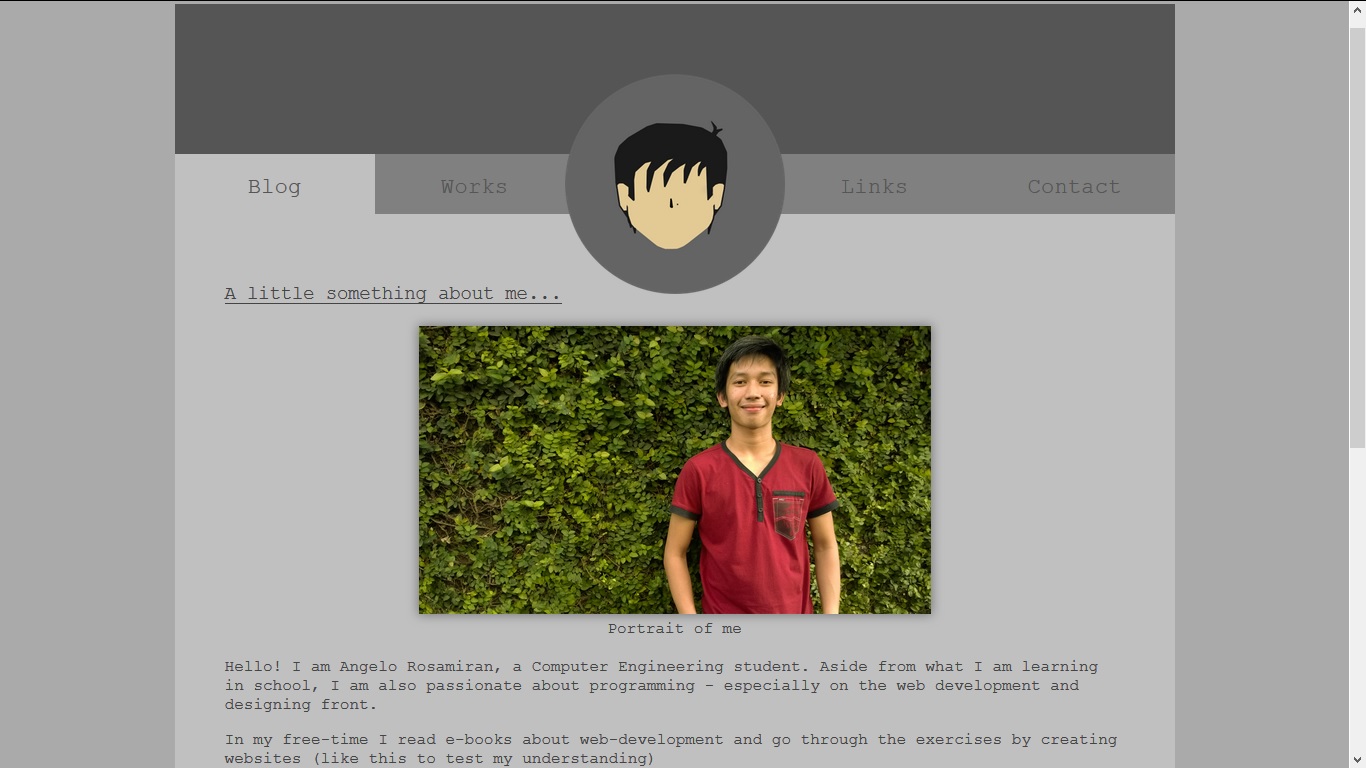 Blog
Works
Links
Contact
A little something about me...
Portrait of me
Hello! I am Angelo Rosamiran, a Computer Engineering student. Aside from what I am learning
in school, I am also passionate about programming - especially on the web development and
designing front.
In my free-time I read e-books about web-development and go through the exercises by creating
websites (like this to test my understanding)